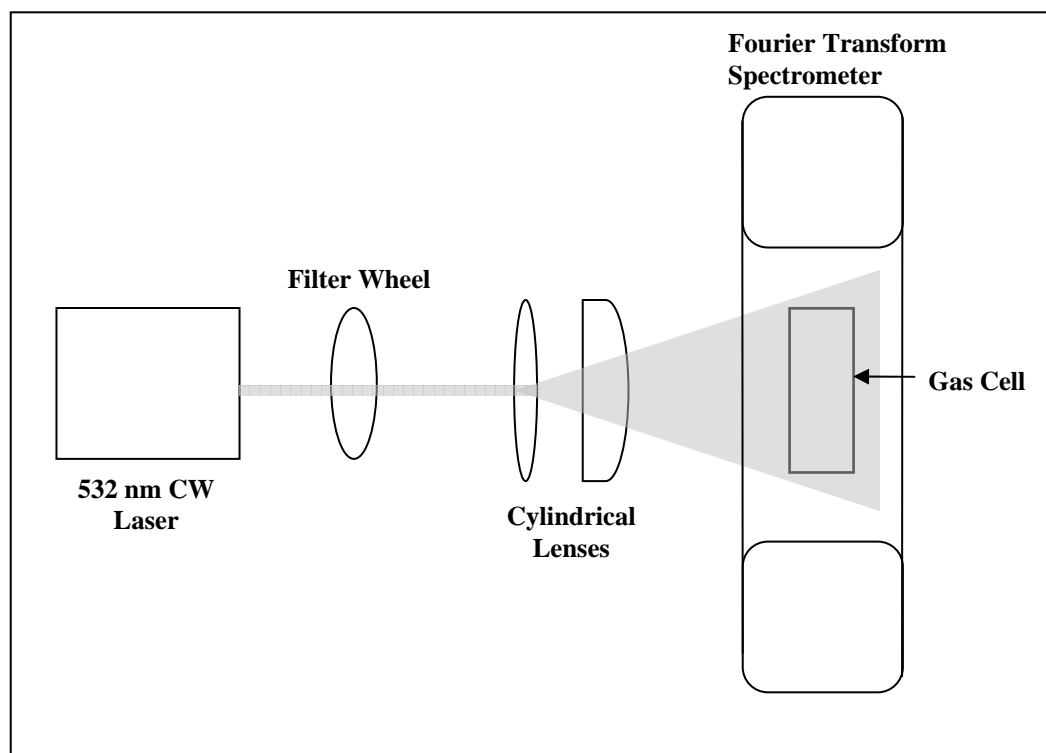 Fourier Transform
Spectrometer
Filter Wheel
Gas Cell
532 nm CW
Laser
Cylindrical
Lenses